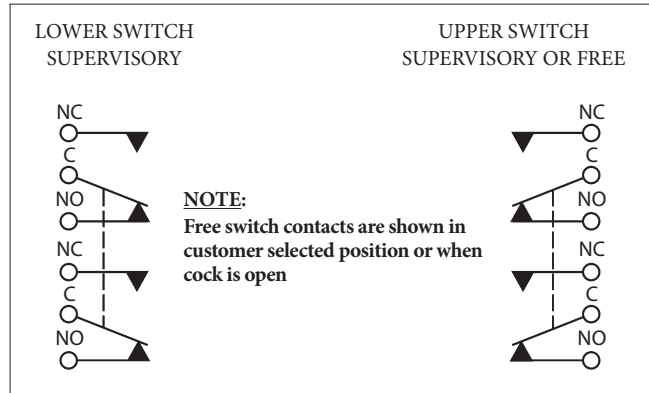 LOWER SWITCH
SUPERVISORY
UPPER SWITCH
SUPERVISORY OR FREE
NC
C
NO
NC
C
NO
NOTE:
Free switch contacts are shown in
customer selected position or when
cock is open
NC
C
NO
NC
C
NO